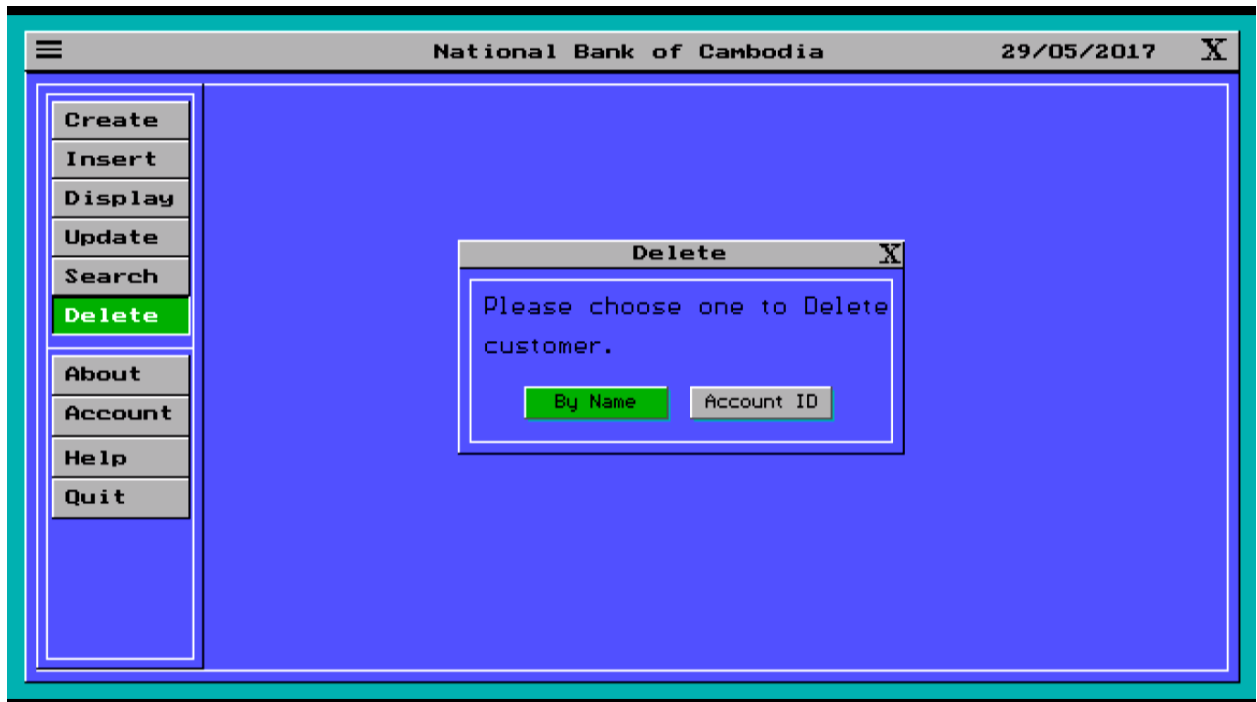 National Bank of Cambodia 29/05/2017 X
Create
Insert
Display
Update
Search
Delete
About
Account
Help
Quit
Delete X
Please choose one to Delete
customer.
By Name Account ID